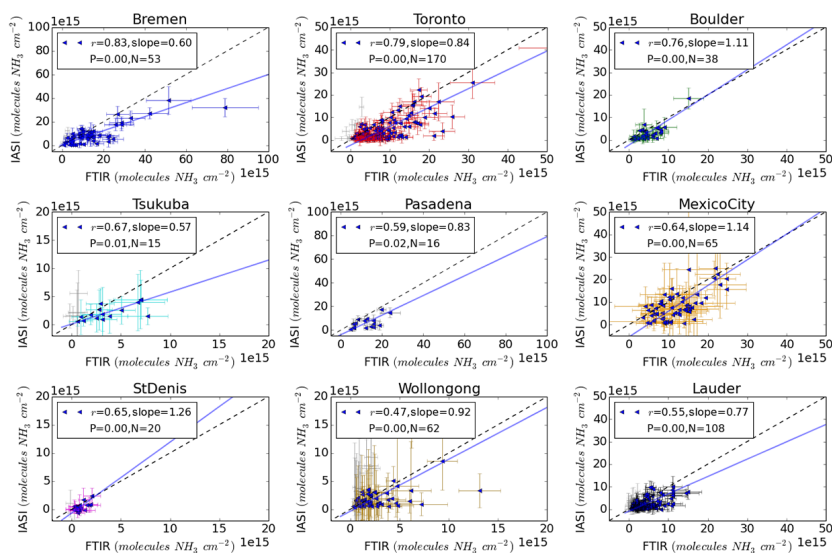 Bremen
100 1e15
r=0.83,slope=0.60
P=0.00,N=53
80
60
40
20
0
0 20 40 60 80 100
IASI (molecules NH3 cm−2)
FTIR (molecules NH3 cm−2) 1e15
Toronto
50 1e15
r=0.79,slope=0.84
P=0.00,N=170
40
30
20
10
0
0 10 20 30 40 50
IASI (molecules NH3 cm−2)
FTIR (molecules NH3 cm−2) 1e15
Boulder
50 1e15
r=0.76,slope=1.11
P=0.00,N=38
40
30
20
10
0
0 10 20 30 40 50
IASI (molecules NH3 cm−2)
FTIR (molecules NH3 cm−2) 1e15
Tsukuba
20 1e15
r=0.67,slope=0.57
P=0.01,N=15
15
10
5
0
0 5 10 15 20
IASI (molecules NH3 cm−2)
FTIR (molecules NH3 cm−2) 1e15
Pasadena
100 1e15
r=0.59,slope=0.83
P=0.02,N=16
80
60
40
20
0
0 20 40 60 80 100
IASI (molecules NH3 cm−2)
FTIR (molecules NH3 cm−2) 1e15
MexicoCity
50 1e15
r=0.64,slope=1.14
P=0.00,N=65
40
30
20
10
0
0 10 20 30 40 50
IASI (molecules NH3 cm−2)
FTIR (molecules NH3 cm−2) 1e15
StDenis
20 1e15
r=0.65,slope=1.26
P=0.00,N=20
15
10
5
0
0 5 10 15 20
IASI (molecules NH3 cm−2)
FTIR (molecules NH3 cm−2) 1e15
Wollongong
20 1e15
r=0.47,slope=0.92
P=0.00,N=62
15
10
5
0
0 5 10 15 20
IASI (molecules NH3 cm−2)
FTIR (molecules NH3 cm−2) 1e15
Lauder
50 1e15
r=0.55,slope=0.77
P=0.00,N=108
40
30
20
10
0
0 10 20 30 40 50
IASI (molecules NH3 cm−2)
FTIR (molecules NH3 cm−2) 1e15